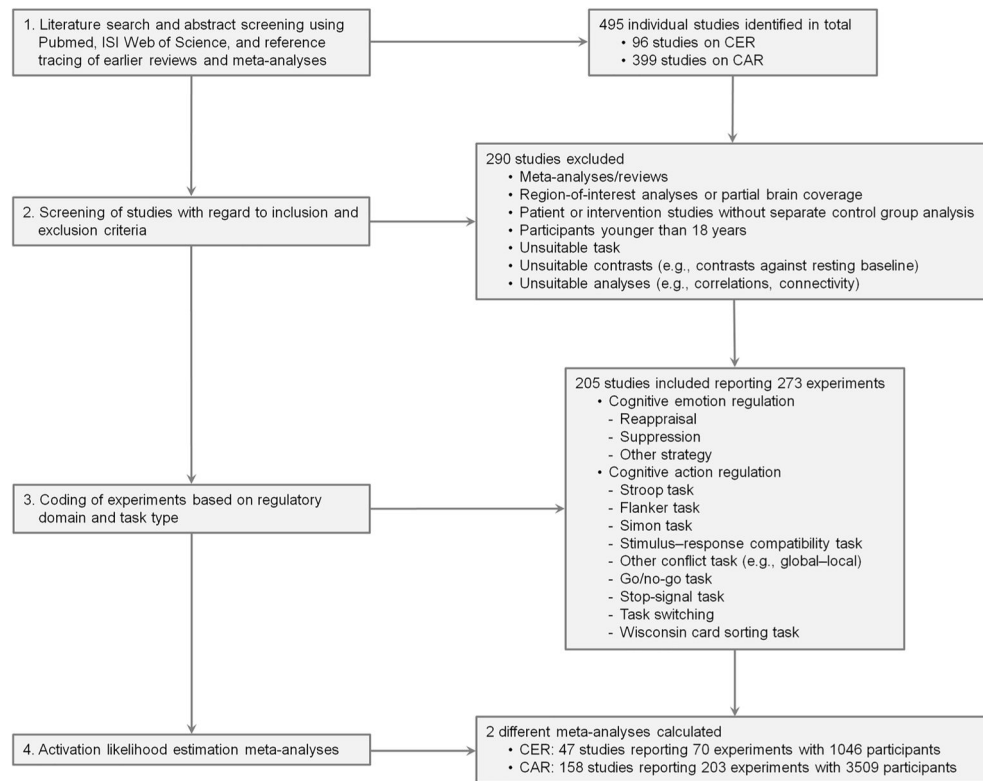 1. Literature search and abstract screening using
Pubmed, ISI Web of Science, and reference
tracing of earlier reviews and meta-analyses
495 individual studies identified in total
• 96 studies on CER
• 399 studies on CAR
290 studies excluded
• Meta-analyses/reviews
• Region-of-interest analyses or partial brain coverage
• Patient or intervention studies without separate control group analysis
• Participants younger than 18 years
• Unsuitable task
• Unsuitable contrasts (e.g., contrasts against resting baseline)
• Unsuitable analyses (e.g., correlations, connectivity)
2. Screening of studies with regard to inclusion and
exclusion criteria
205 studies included reporting 273 experiments
• Cognitive emotion regulation
- Reappraisal
- Suppression
- Other strategy
• Cognitive action regulation
- Stroop task
- Flanker task
- Simon task
- Stimulus–response compatibility task
- Other conflict task (e.g., global–local)
- Go/no-go task
- Stop-signal task
- Task switching
- Wisconsin card sorting task
3. Coding of experiments based on regulatory
domain and task type
4. Activation likelihood estimation meta-analyses
2 different meta-analyses calculated
• CER: 47 studies reporting 70 experiments with 1046 participants
• CAR: 158 studies reporting 203 experiments with 3509 participants